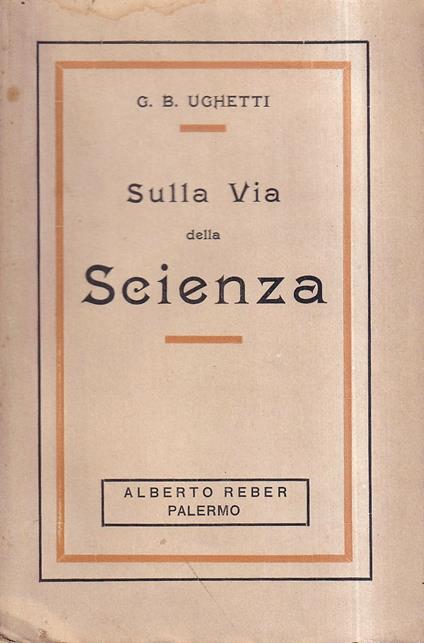 G. B. UGHETTI
Sulla Via
della
Scienza
ALBERTO REBER
PALERMO